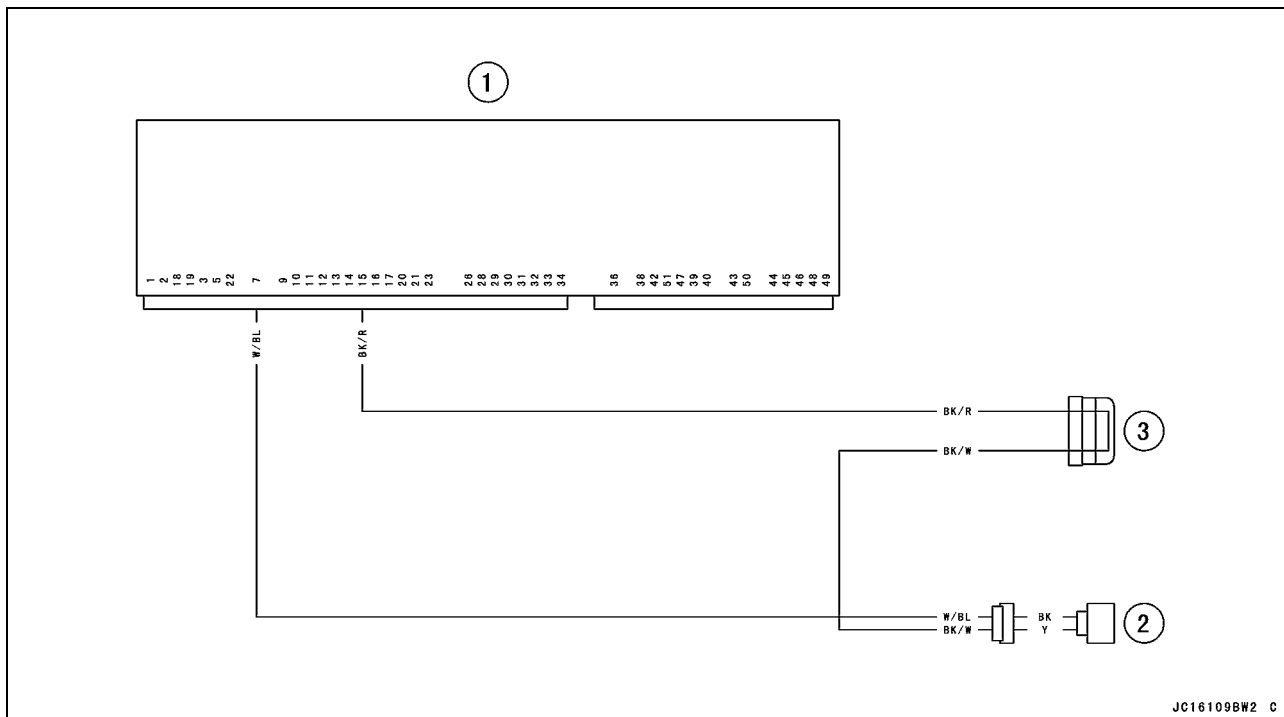 1
1 2 18 19 3 5 22 7 9 10 11 12 13 14 15 16 17 20 21 23 26 28 29 30 31 32 33 34 36 38 42 51 47 39 40 43 50 44 45 46 48 49
W/BL BK/R
BK/R
3
BK/W
W/BL BK
2
BK/W Y
JC16109BW2 C